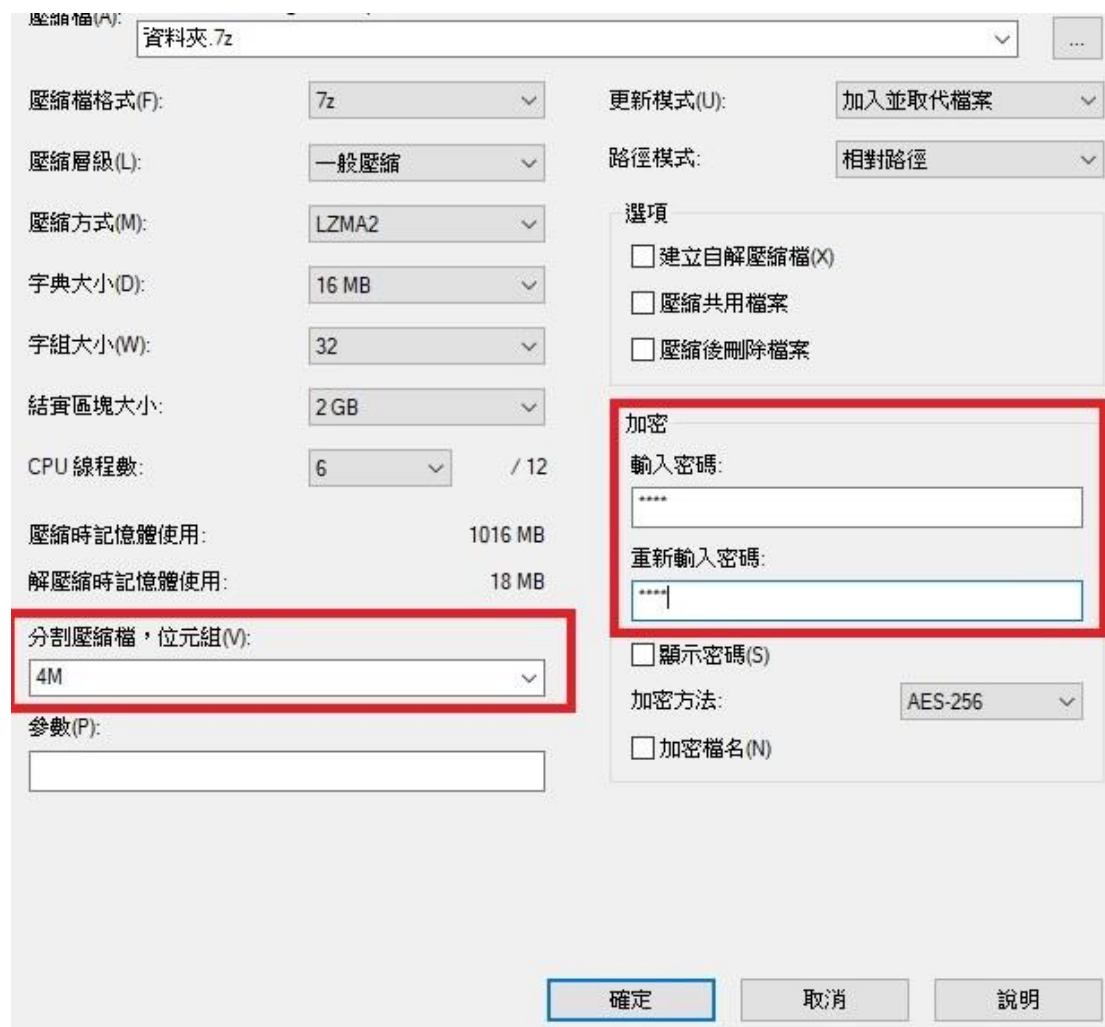 壓縮檔(A):
資料夾.7z
...
壓縮檔格式(F): 7z
壓縮層級(L): 一般壓縮
壓縮方式(M): LZMA2
字典大小(D): 16 MB
字組大小(W): 32
結實區塊大小: 2 GB
CPU 線程數: 6 / 12
壓縮時記憶體使用: 1016 MB
解壓縮時記憶體使用: 18 MB
分割壓縮檔，位元組(V):
4M
參數(P):
更新模式(U): 加入並取代檔案
路徑模式: 相對路徑
選項
建立自解壓縮檔(X)
壓縮共用檔案
壓縮後刪除檔案
加密
輸入密碼:
****
重新輸入密碼:
****
顯示密碼(S)
加密方法: AES-256
加密檔名(N)
確定 取消 說明